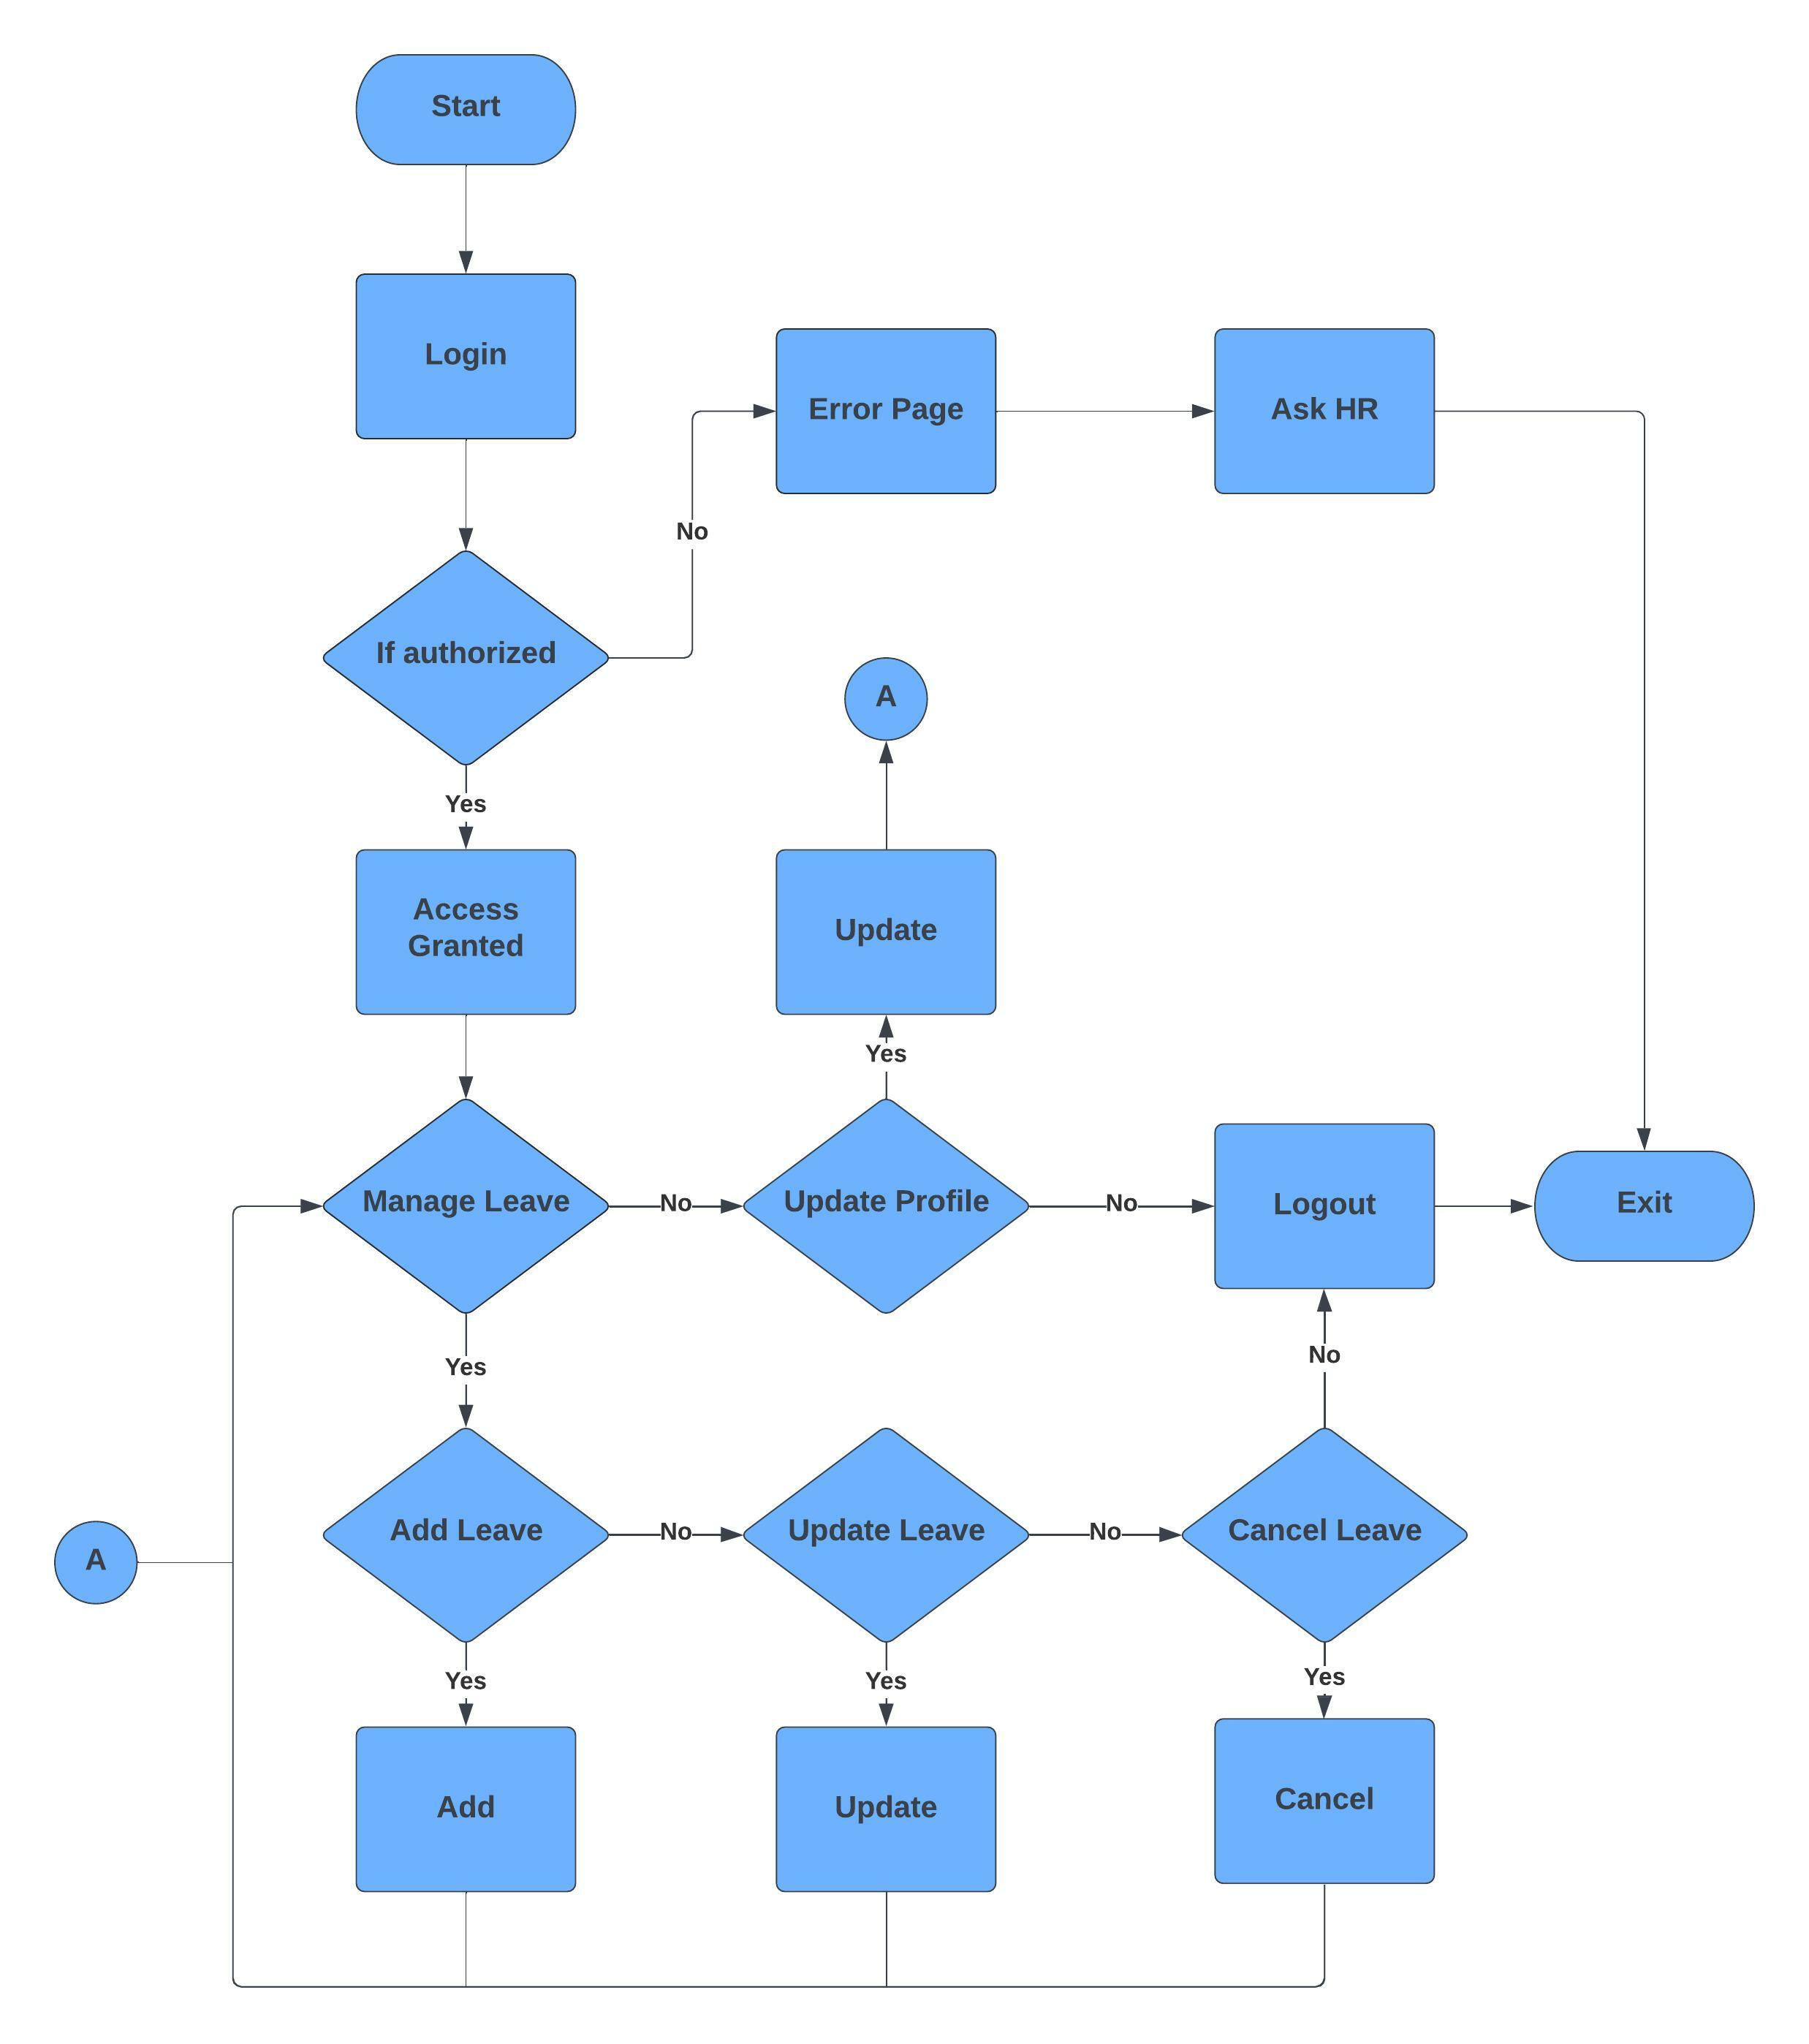 Start
Login
Error Page
Ask HR
No
If authorized
A
Yes
Access
Granted
Update
Yes
Manage Leave
No
Update Profile
No
Logout
Exit
Yes
No
Add Leave
No
Update Leave
No
Cancel Leave
A
Yes
Yes
Yes
Add
Update
Cancel